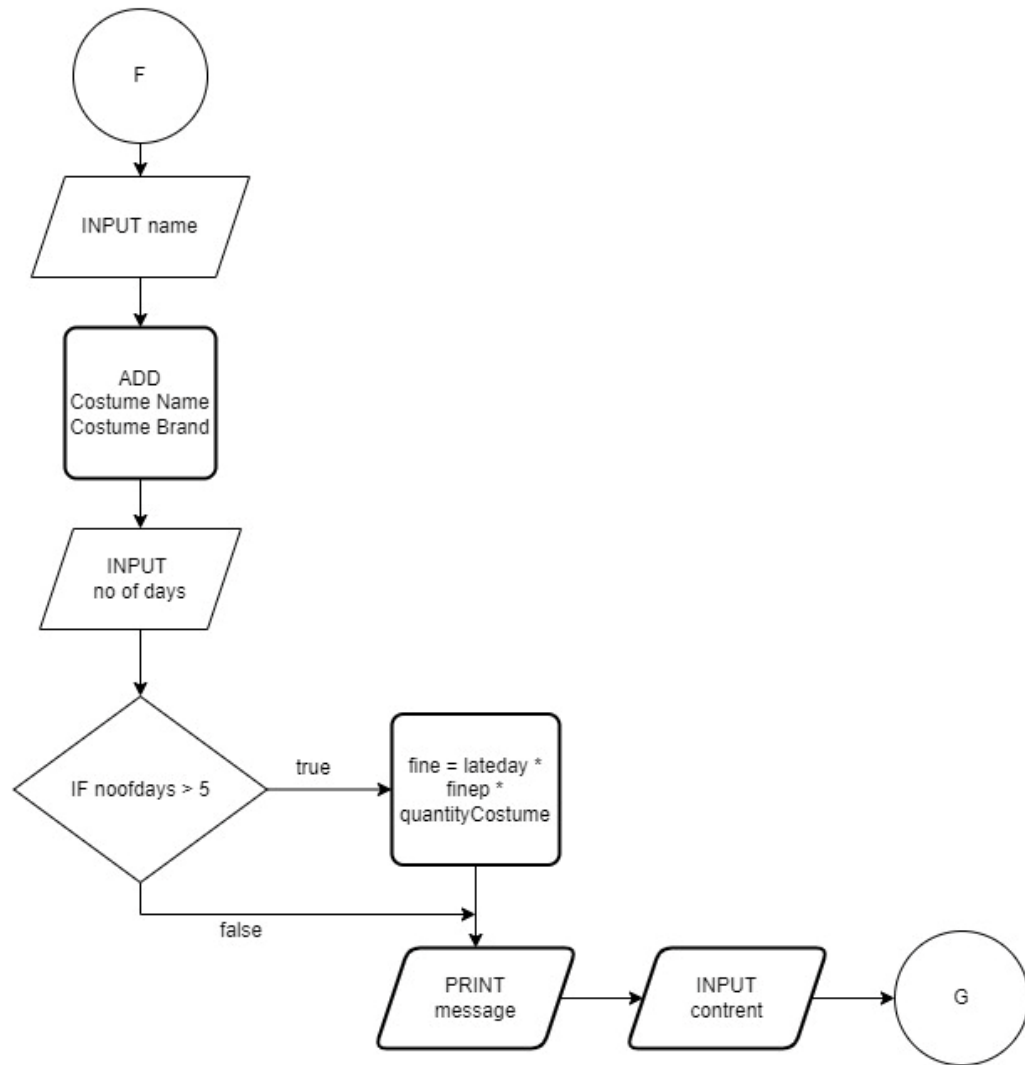 F
INPUT name
ADD
Costume Name
Costume Brand
INPUT
no of days
IF noofdays > 5
true
fine = lateday *
finep *
quantityCostume
false
PRINT
message
INPUT
contrent
G